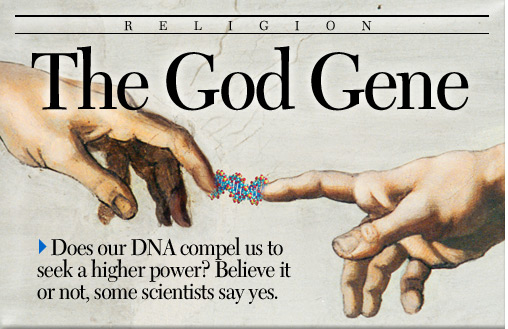 RELIGION
The God Gene
Does our DNA compel us to
seek a higher power? Believe it
or not, some scientists say yes.